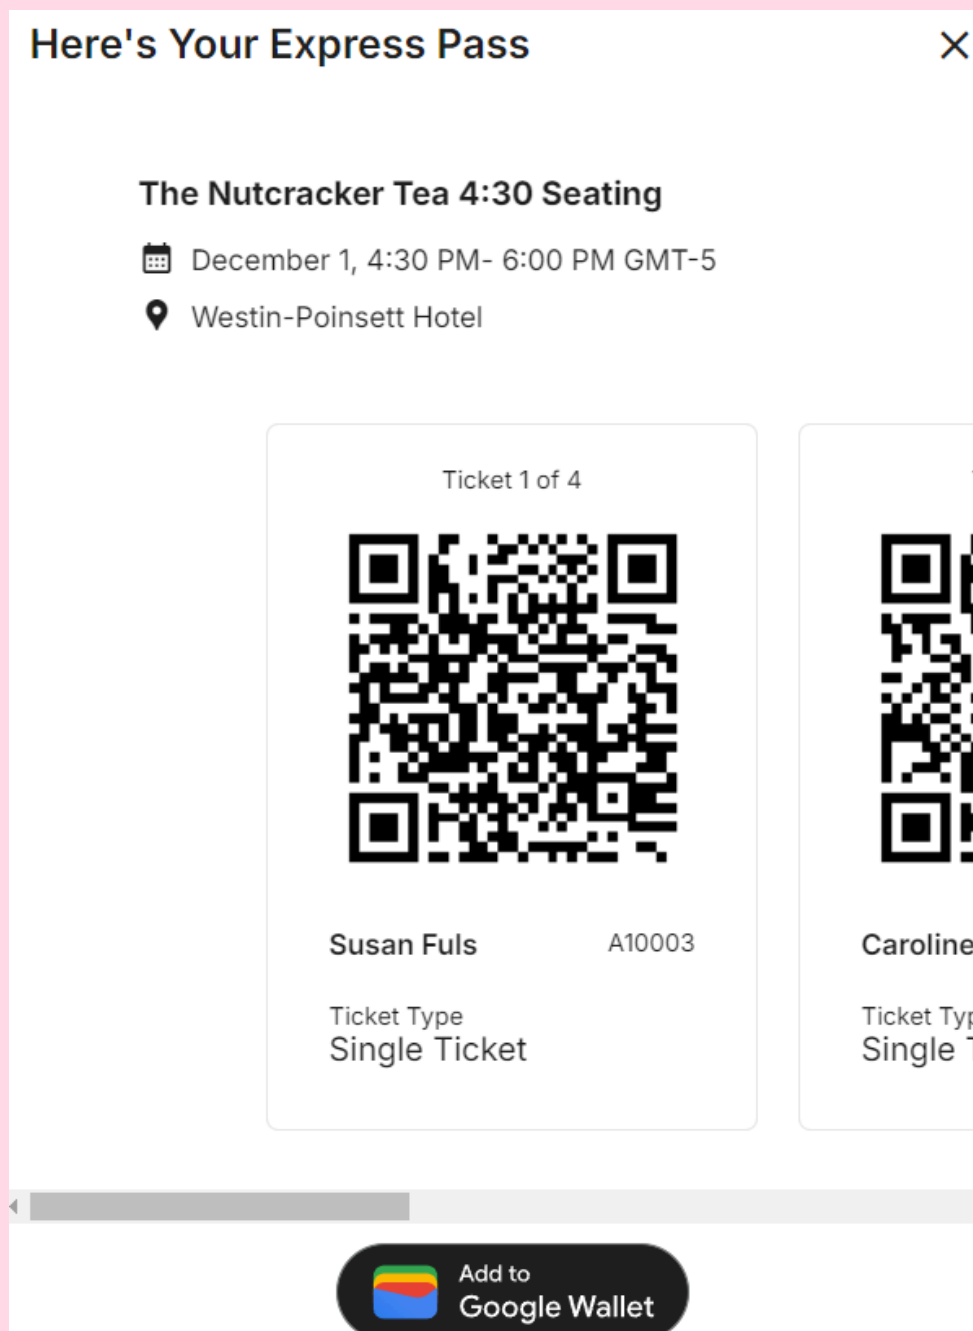 Here's Your Express Pass
The Nutcracker Tea 4:30 Seating
December 1, 4:30 PM- 6:00 PM GMT-5
Westin-Poinsett Hotel
Ticket 1 of 4
Susan Fuls
A10003
Ticket Type
Single Ticket
Caroline
Ticket
Single
Add to
Google Wallet